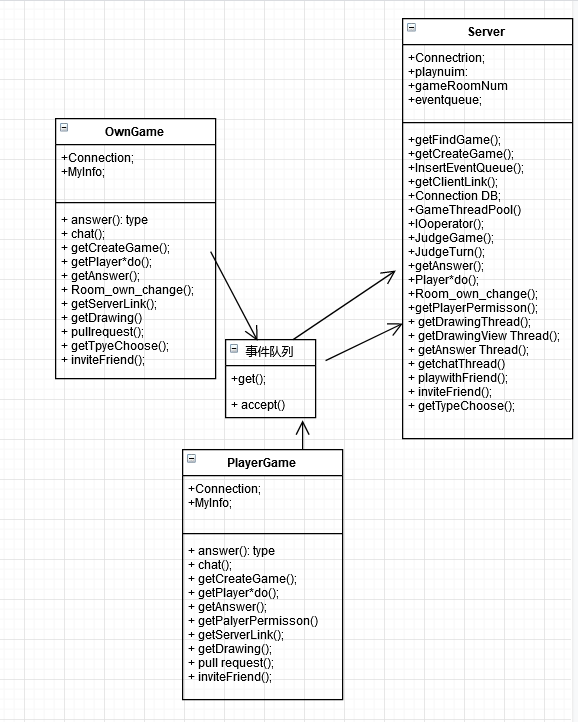 Server
+Connectrion;
+playnuim:
+gameRoomNum
+eventqueue;
+getFindGame();
+getCreateGame();
+InsertEventQueue();
+getClientLink();
+Connection DB;
+GameThreadPool()
+IOoperator();
+JudgeGame();
+JudgeTurn();
+getAnswer();
+Player*do();
+Room_own_change();
+getPlayerPermisson();
+ getDrawingThread();
+ getDrawingView Thread();
+ getAnswer Thread();
+ getchatThread()
+ playwithFriend();
+ inviteFriend();
+ getTypeChoose();
OwnGame
+Connection;
+MyInfo;
+ answer(): type
+ chat();
+ getCreateGame();
+ getPlayer*do();
+ getAnswer();
+ Room_own_change();
+ getServerLink();
+ getDrawing()
+ pullrequest();
+ getTpyeChoose();
+ inviteFriend();
事件队列
+get();
+ accept()
PlayerGame
+Connection;
+MyInfo;
+ answer(): type
+ chat();
+ getCreateGame();
+ getPlayer*do();
+ getAnswer();
+ getPalyerPermisson()
+ getServerLink();
+ getDrawing();
+ pull request();
+ inviteFriend();